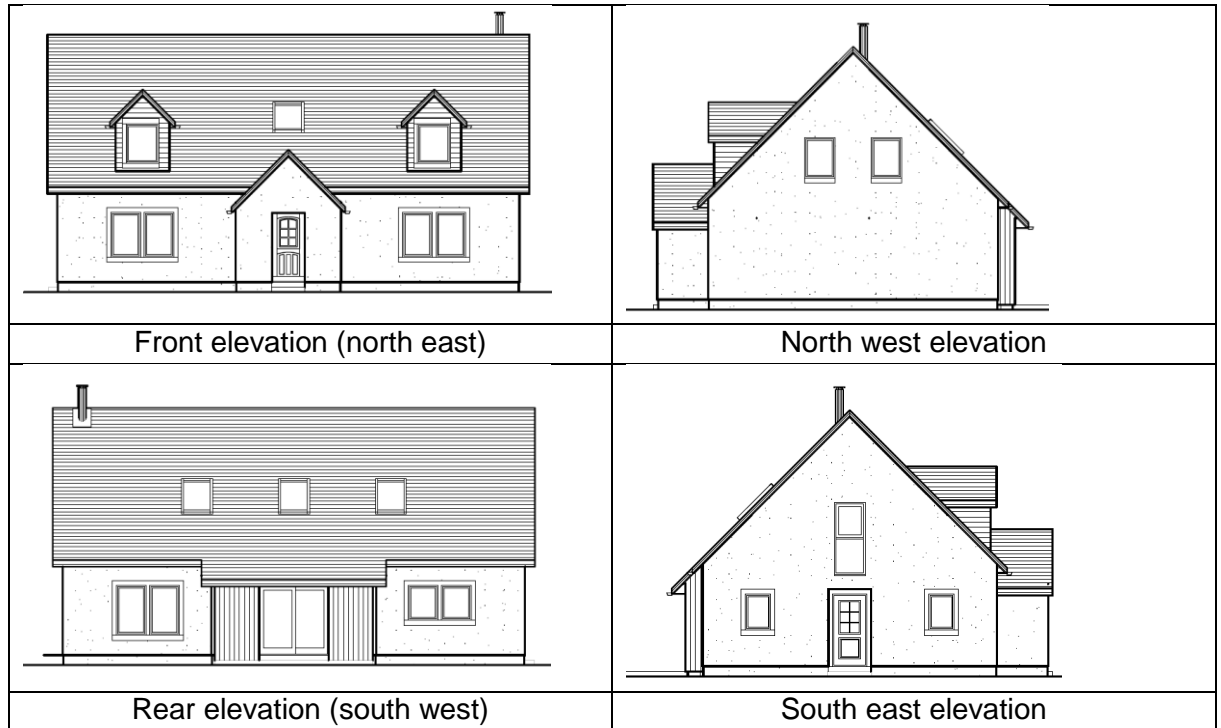 Front elevation (north east)
North west elevation
Rear elevation (south west)
South east elevation